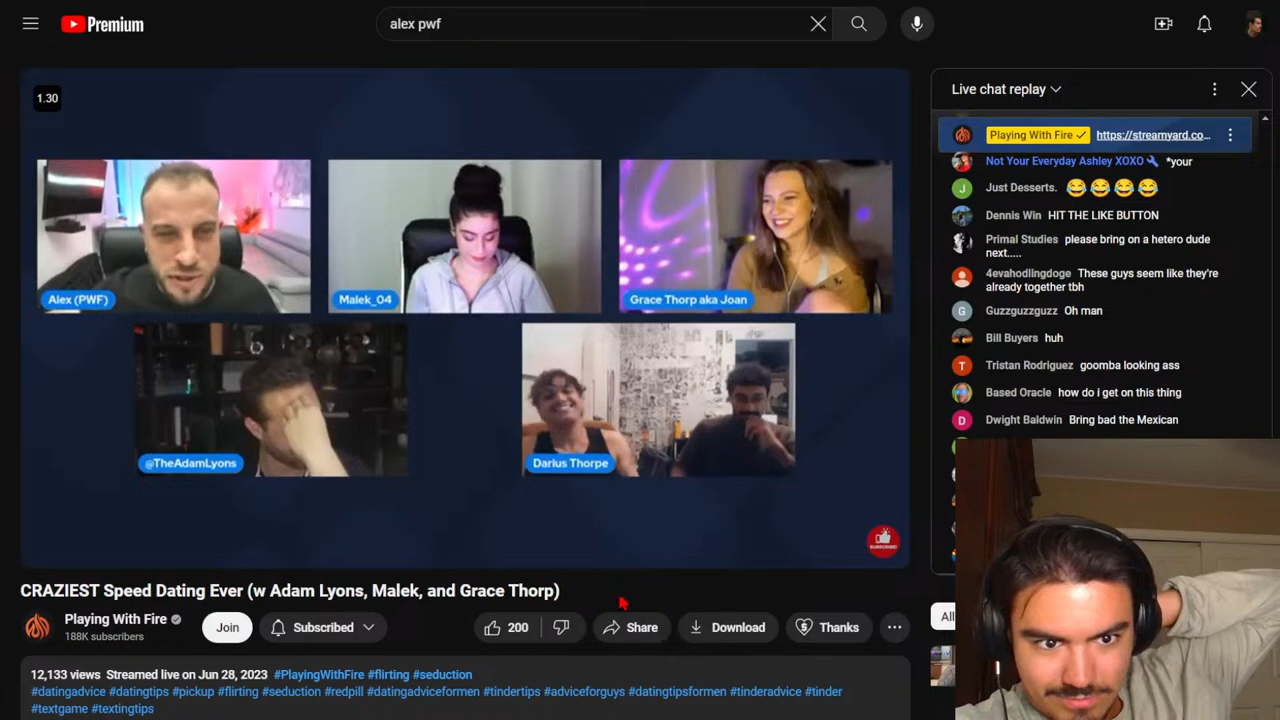 Premium
alex pwf
1.30
Alex (PWF)
Malek_04
Grace Thorp aka Joan
@TheAdamLyons
Darius Thorpe
SUBSCRIBE!
CRAZIEST Speed Dating Ever (w Adam Lyons, Malek, and Grace Thorp)
Playing With Fire
188K subscribers
Join
Subscribed
200
Share
Download
Thanks
12,133 views Streamed live on Jun 28, 2023 #PlayingWithFire #flirting #seduction
#datingadvice #datingtips #pickup #flirting #seduction #redpill #datingadviceformen #tindertips #adviceforguys #datingtipsformen #tinderadvice #tinder
#textgame #textingtips
Live chat replay
Playing With Fire https://streamyard.co...
Not Your Everyday Ashley XOXO *your
J Just Desserts. 😂😂😂😂
Dennis Win HIT THE LIKE BUTTON
Primal Studies please bring on a hetero dude
next.....
4evahodlingdoge These guys seem like they're
already together tbh
G Guzzguzzguzz Oh man
Bill Buyers huh
T Tristan Rodriguez goomba looking ass
Based Oracle how do i get on this thing
D Dwight Baldwin Bring bad the Mexican
All